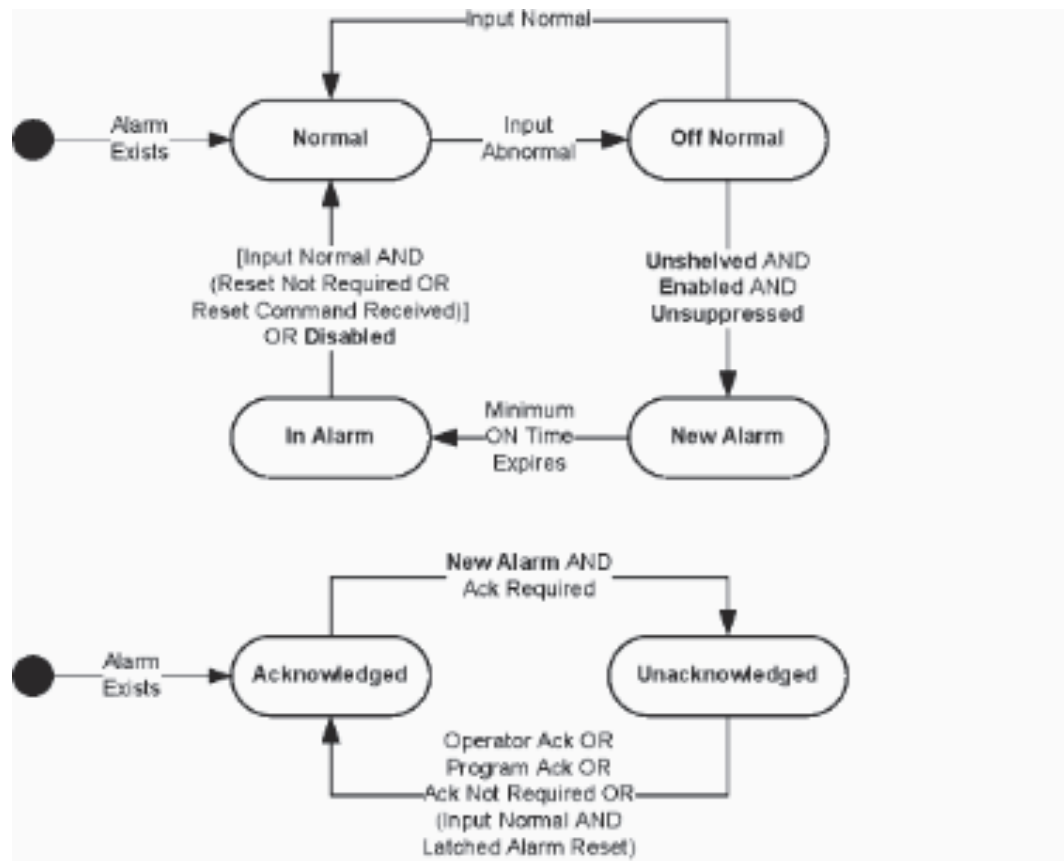 Input Normal
Alarm
Exists
Normal
Input
Abnormal
Off Normal
[Input Normal AND
(Reset Not Required OR
Reset Command Received)]
OR Disabled
Unshelved AND
Enabled AND
Unsuppressed
In Alarm
Minimum
ON Time
Expires
New Alarm
New Alarm AND
Ack Required
Alarm
Exists
Acknowledged
Unacknowledged
Operator Ack OR
Program Ack OR
Ack Not Required OR
(Input Normal AND
Latched Alarm Reset)